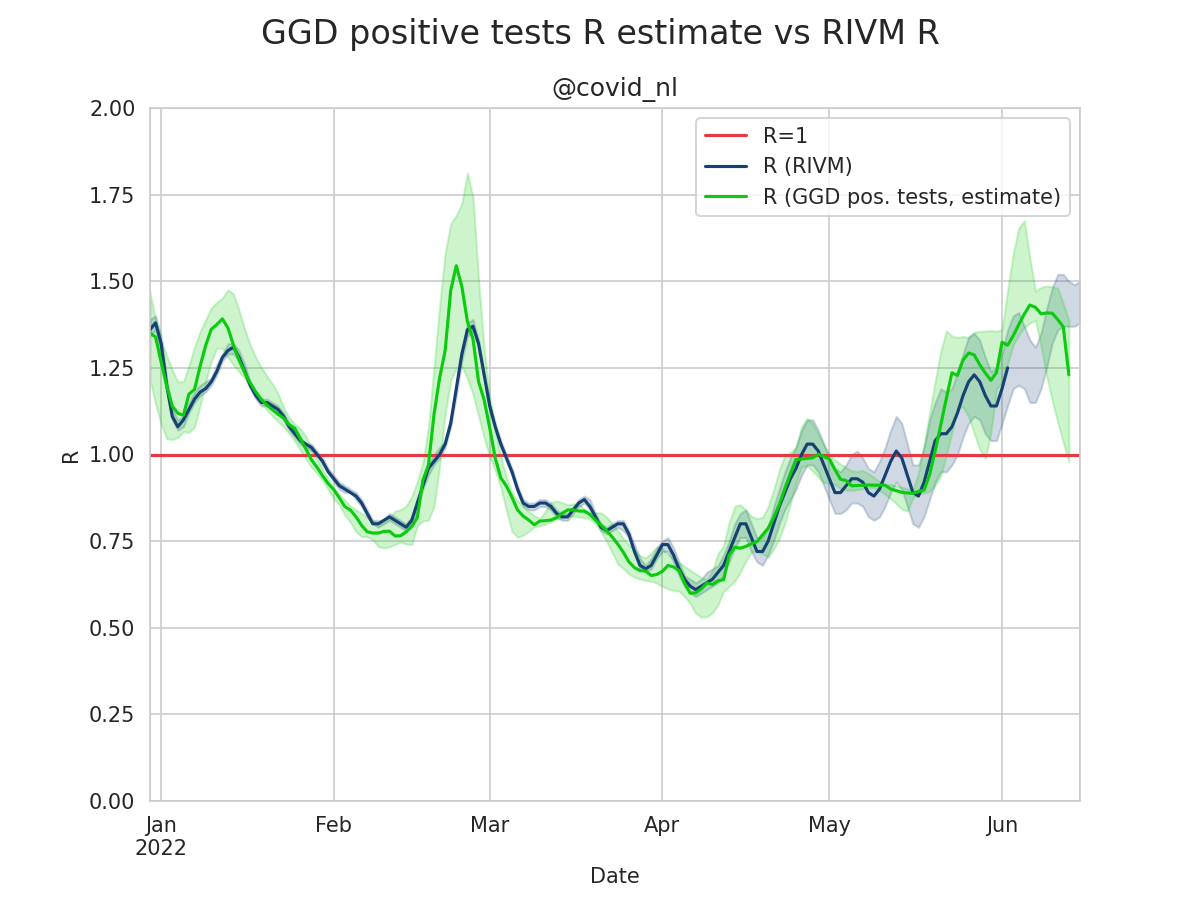 GGD positive tests R estimate vs RIVM R
@covid_nl
R=1
R (RIVM)
R (GGD pos. tests, estimate)
2.00
1.75
1.50
1.25
1.00
0.75
0.50
0.25
0.00
R
Jan Feb Mar Apr May Jun
2022
Date